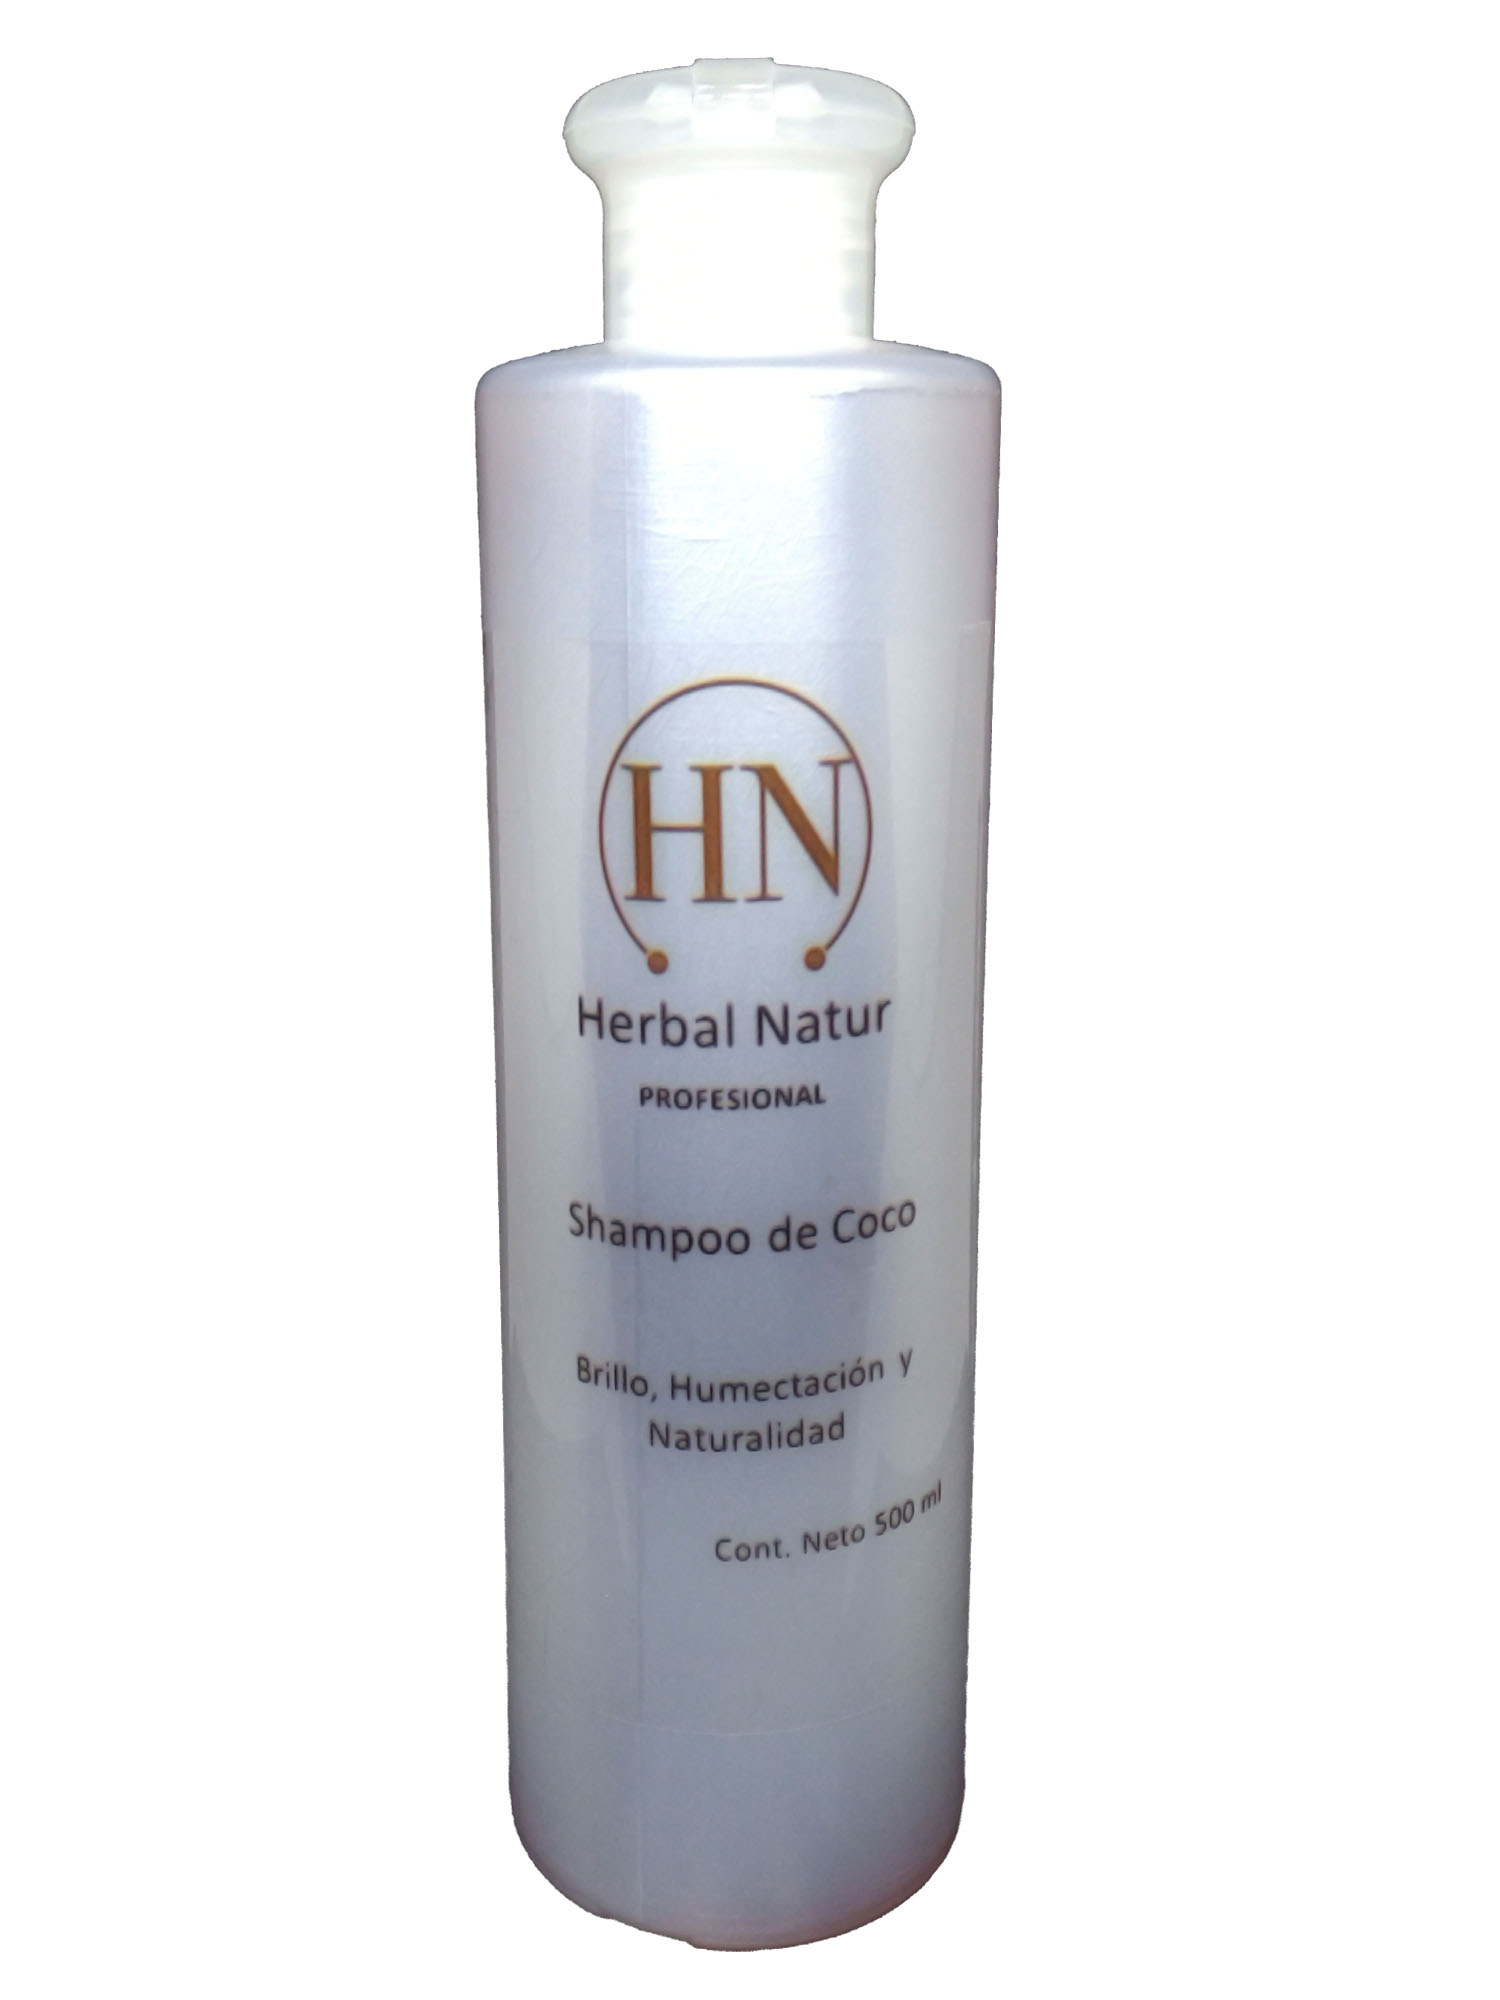 HN
Herbal Natur
PROFESIONAL
Shampoo de Coco
Brillo, Humectación y
Naturalidad
Cont. Neto 500 ml